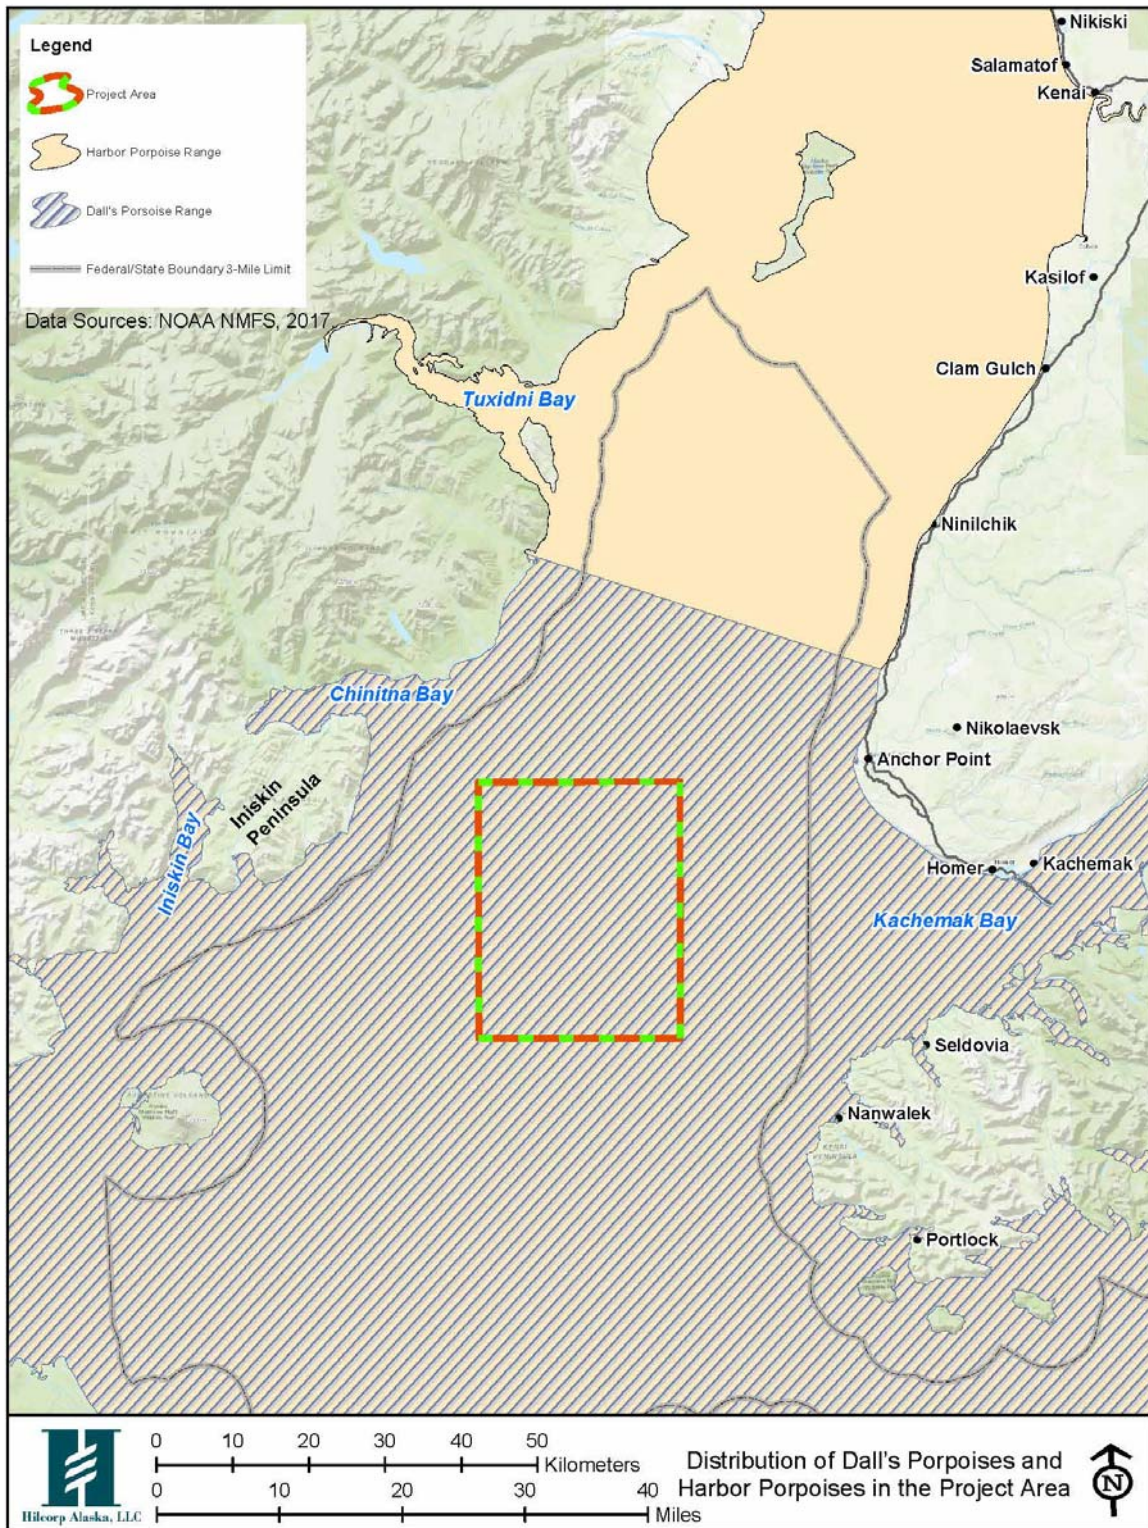 Legend
Project Area
Harbor Porpoise Range
Dall's Porsoise Range
Federal/State Boundary 3-Mile Limit
Data Sources: NOAA NMFS, 2017
Nikiski
Salamatof
Kenai
Kasilof
Clam Gulch
Tuxidni Bay
Ninilchik
Chinitna Bay
Nikolaevsk
Anchor Point
Iniskin
Peninsula
Iniskin Bay
Homer
Kachemak
Kachemak Bay
Seldovia
Nanwalek
Portlock
Hilcorp Alaska, LLC
0 10 20 30 40 50
Kilometers
0 10 20 30 40
Miles
Distribution of Dall's Porpoises and
Harbor Porpoises in the Project Area
N